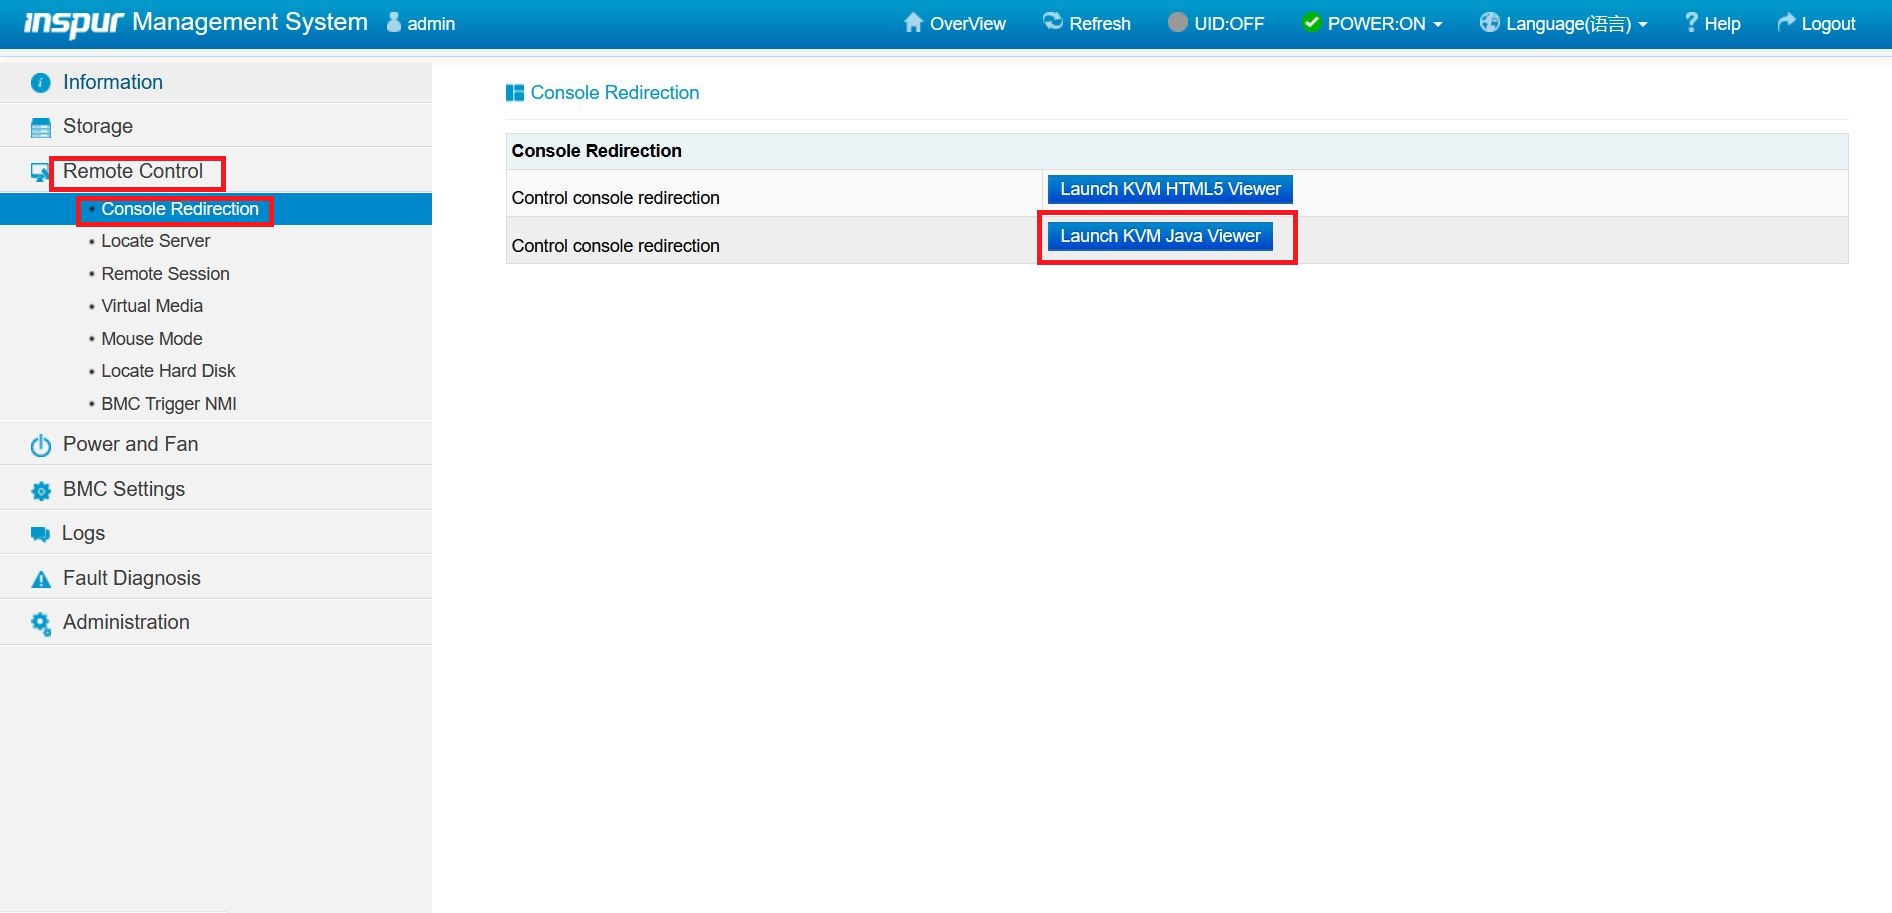 inspur Management System admin OverView Refresh UID:OFF POWER:ON Language(语言) Help Logout
Information
Storage
Remote Control
Console Redirection
Locate Server
Remote Session
Virtual Media
Mouse Mode
Locate Hard Disk
BMC Trigger NMI
Power and Fan
BMC Settings
Logs
Fault Diagnosis
Administration
Console Redirection
Console Redirection
Control console redirection Launch KVM HTML5 Viewer
Control console redirection Launch KVM Java Viewer